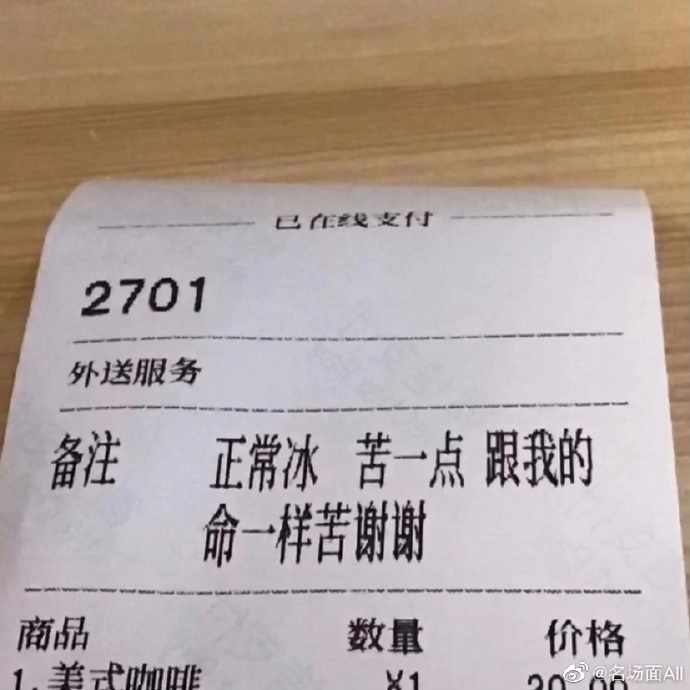 已在线支付
2701
外送服务
备注 正常冰 苦一点 跟我的
命一样苦谢谢
商品 数量 价格
1.美式咖啡 X1
@名场面All